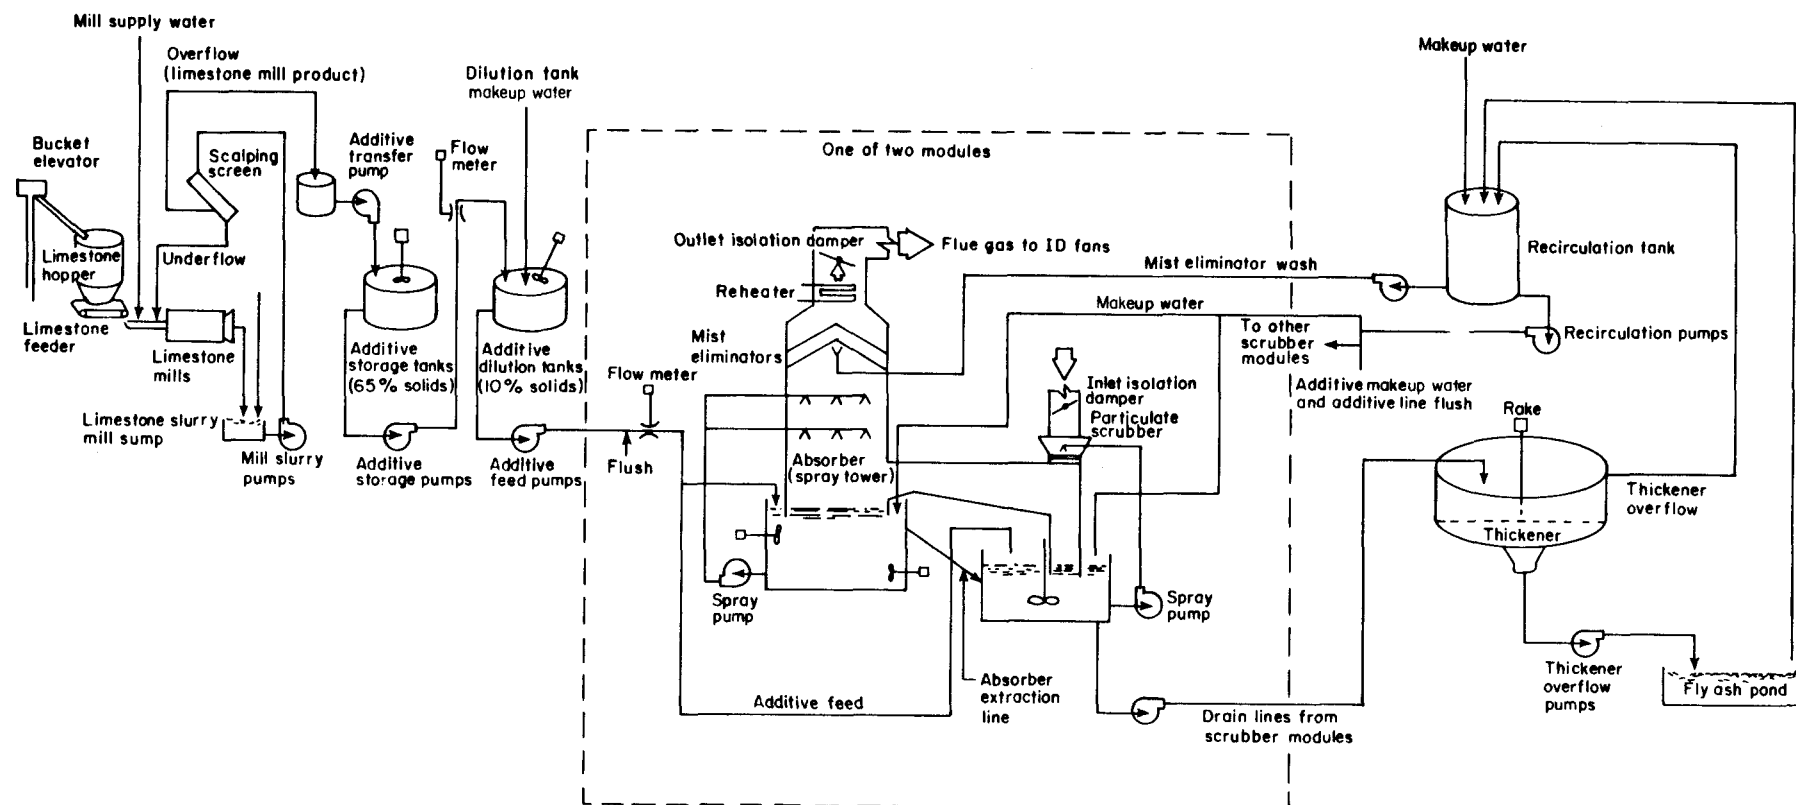 Mill supply water
Overflow
(limestone mill product)
Dilution tank
makeup water
Makeup water
Bucket
elevator
Scalping
screen
Additive
transfer
pump
Flow
meter
One of two modules
Limestone
hopper
Underflow
Outlet isolation damper
Flue gas to ID fans
Recirculation tank
Mist eliminator wash
Reheater
Makeup water
Limestone
feeder
Limestone
mills
Additive
storage tanks
(65% solids)
Additive
dilution tanks
(10% solids)
Mist
eliminators
To other
scrubber
modules
Recirculation pumps
Flow meter
Inlet isolation
damper
Particulate
scrubber
Additive makeup water
and additive line flush
Rake
Limestone slurry
mill sump
Mill slurry
pumps
Additive
storage pumps
Additive
feed pumps
Flush
Absorber
(spray tower)
Thickener
overflow
Thickener
Spray
pump
Spray
pump
Absorber
extraction
line
Additive feed
Drain lines from
scrubber modules
Thickener
overflow
pumps
Fly ash pond